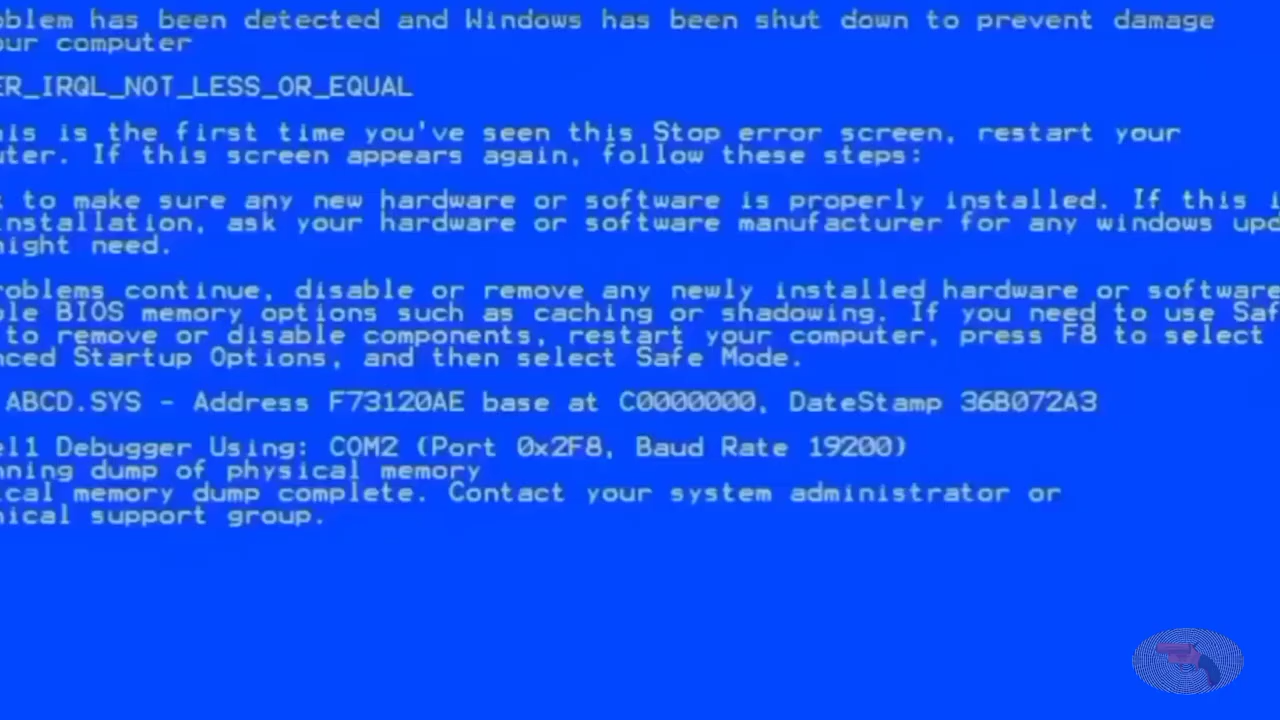 oblem has been detected and Windows has been shut down to prevent damage
our computer
ER_IRQL_NOT_LESS_OR_EQUAL
his is the first time you've seen this Stop error screen, restart your
uter. If this screen appears again, follow these steps:
k to make sure any new hardware or software is properly installed. If this i
installation, ask your hardware or software manufacturer for any windows upd
might need.
roblems continue, disable or remove any newly installed hardware or software
ble BIOS memory options such as caching or shadowing. If you need to use Saf
to remove or disable components, restart your computer, press F8 to select
nced Startup Options, and then select Safe Mode.
ABCD.SYS - Address F73120AE base at C0000000, DateStamp 36B072A3
el1 Debugger Using: COM2 (Port 0x2F8, Baud Rate 19200)
nning dump of physical memory
ical memory dump complete. Contact your system administrator or
nical support group.